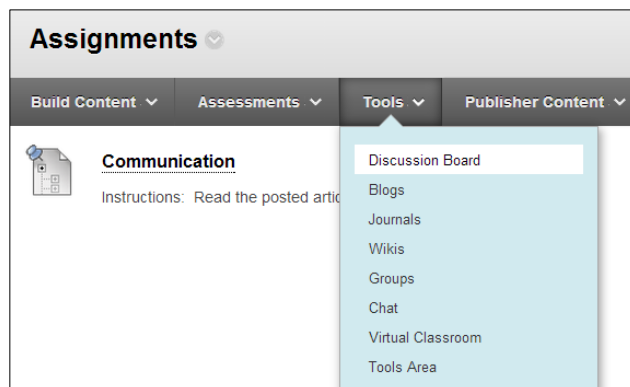 Assignments
Build Content Assessments Tools Publisher Content
Communication
Instructions: Read the posted
Discussion Board
Blogs
Journals
Wikis
Groups
Chat
Virtual Classroom
Tools Area